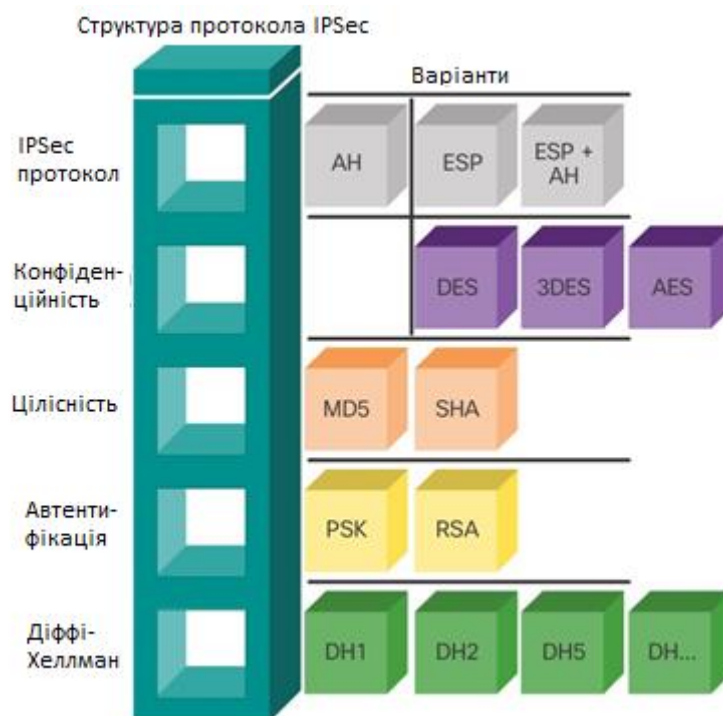 Структура протокола IPSec
Варіанти
IPSec
протокол
AH
ESP
ESP +
AH
Конфіден-
ційність
DES
3DES
AES
Цілісність
MD5
SHA
Автенти-
фікація
PSK
RSA
Діффі-
Хеллман
DH1
DH2
DH5
DH...